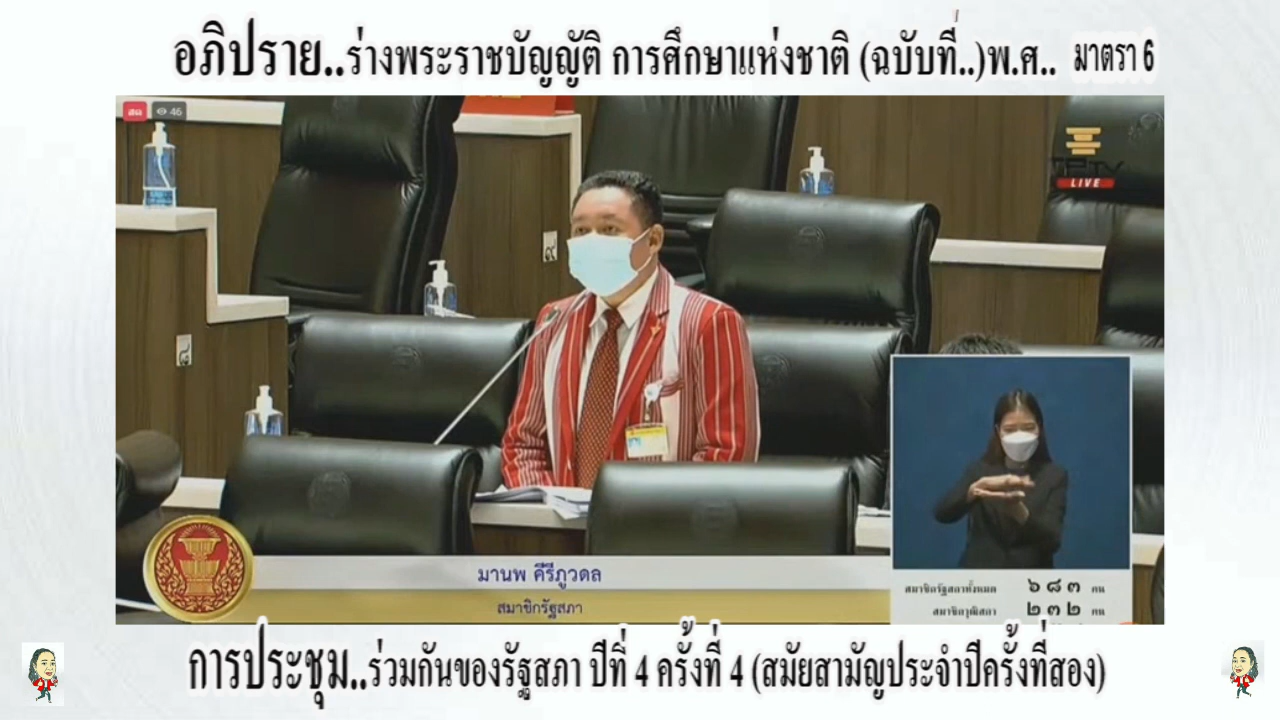 อภิปราย..ร่างพระราชบัญญัติ การศึกษาแห่งชาติ (ฉบับที่..)พ.ศ.. มาตรา 6
สด 46
TPTV
LIVE
๙
๘
มานพ คีรีภูวดล
สมาชิกรัฐสภา
สมาชิกรัฐสภาทั้งหมด ๖๘๓ คน
สมาชิกวุฒิสภา ๒๓๒ คน
การประชุม..ร่วมกันของรัฐสภา ปีที่ 4 ครั้งที่ 4 (สมัยสามัญประจำปีครั้งที่สอง)